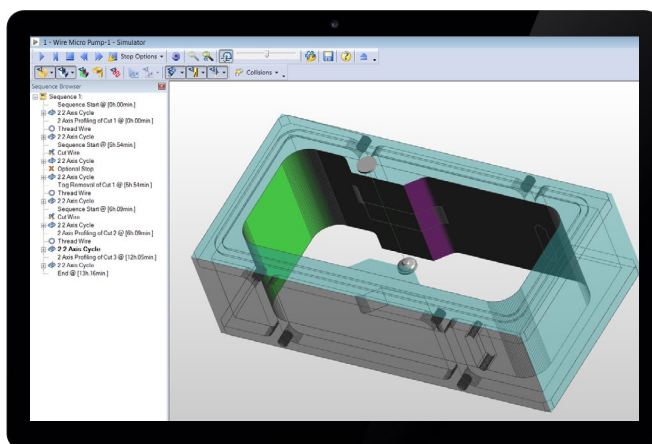 1 - Wire Micro Pump-1 - Simulator
Stop Options
Collisions
Sequence Browser
Sequence 1:
Sequence Start @ [0h.00min.]
2 2 Axis Cycle
2 Axis Profiling of Cut 1 [0h.00min.]
Thread Wire
2 2 Axis Cycle
Sequence Start @ [5h.54min.]
Cut Wire
2 2 Axis Cycle
Optional Stop
2 2 Axis Cycle
Tag Removal of Cut 1 @ [5h.54min.]
Thread Wire
2 2 Axis Cycle
Sequence Start @ [6h.09min.]
Cut Wire
2 2 Axis Cycle
2 Axis Profiling of Cut 2 @ [6h.09min.]
Thread Wire
2 2 Axis Cycle
2 Axis Profiling of Cut 3 @ [12h.05min.]
2 2 Axis Cycle
End @ [13h.16min.]